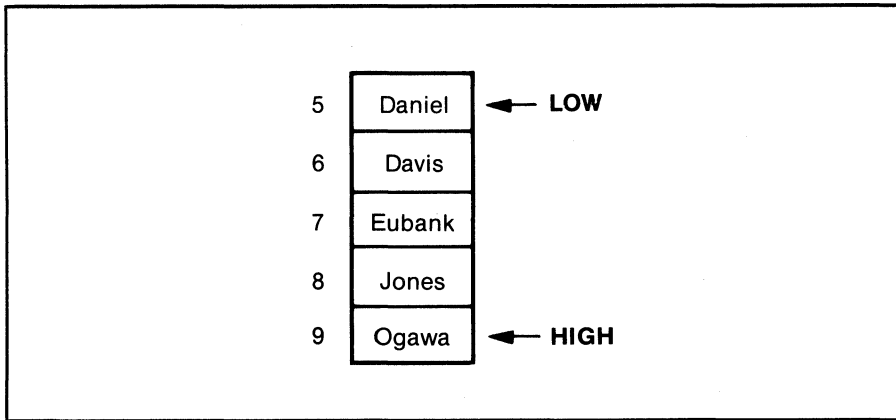 5 Daniel LOW
6 Davis
7 Eubank
8 Jones
9 Ogawa HIGH